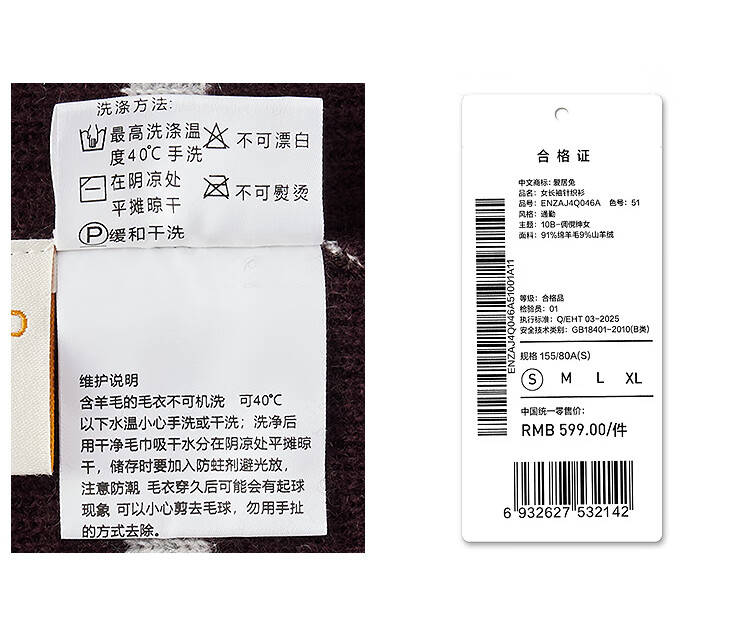 洗涤方法:
最高洗涤温
度40℃手洗
不可漂白
在阴凉处
平摊晾干
不可熨烫
P缓和干洗
维护说明
含羊毛的毛衣不可机洗 可40℃
以下水温小心手洗或干洗；洗净后
用干净毛巾吸干水分在阴凉处平摊晾
干，储存时要加入防蛀剂避光放，
注意防潮 毛衣穿久后可能会有起球
现象 可以小心剪去毛球，勿用手扯
的方式去除。
合格证
中文商标：爱居兔
品名：女长袖针织衫
品号：ENZAJ4Q046A 色号：51
风格：通勤
主题：10B-倜傥绅女
面料：91%绵羊毛9%山羊绒
等级：合格品
检验员：01
执行标准：Q/EHT 03-2025
安全技术类别：GB18401-2010(B类)
ENZAJ4Q046A51001A11
规格 155/80A(S)
S M L XL
中国统一零售价：
RMB 599.00/件
6 932627 532142